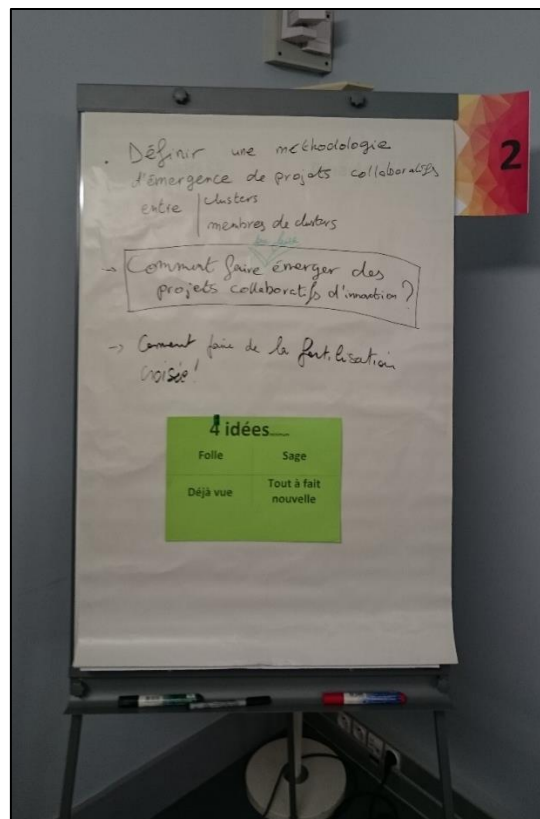 2
. Définir une méthodologie
d'émergence de projets collaboratifs
entre | clusters
| membres de clusters
→ Comment faire émerger des
projets collaboratifs d'innovation ?
→ Comment faire de la fertilisation
croisée !
4 idées
Folle
Sage
Déjà vue
Tout à fait
nouvelle